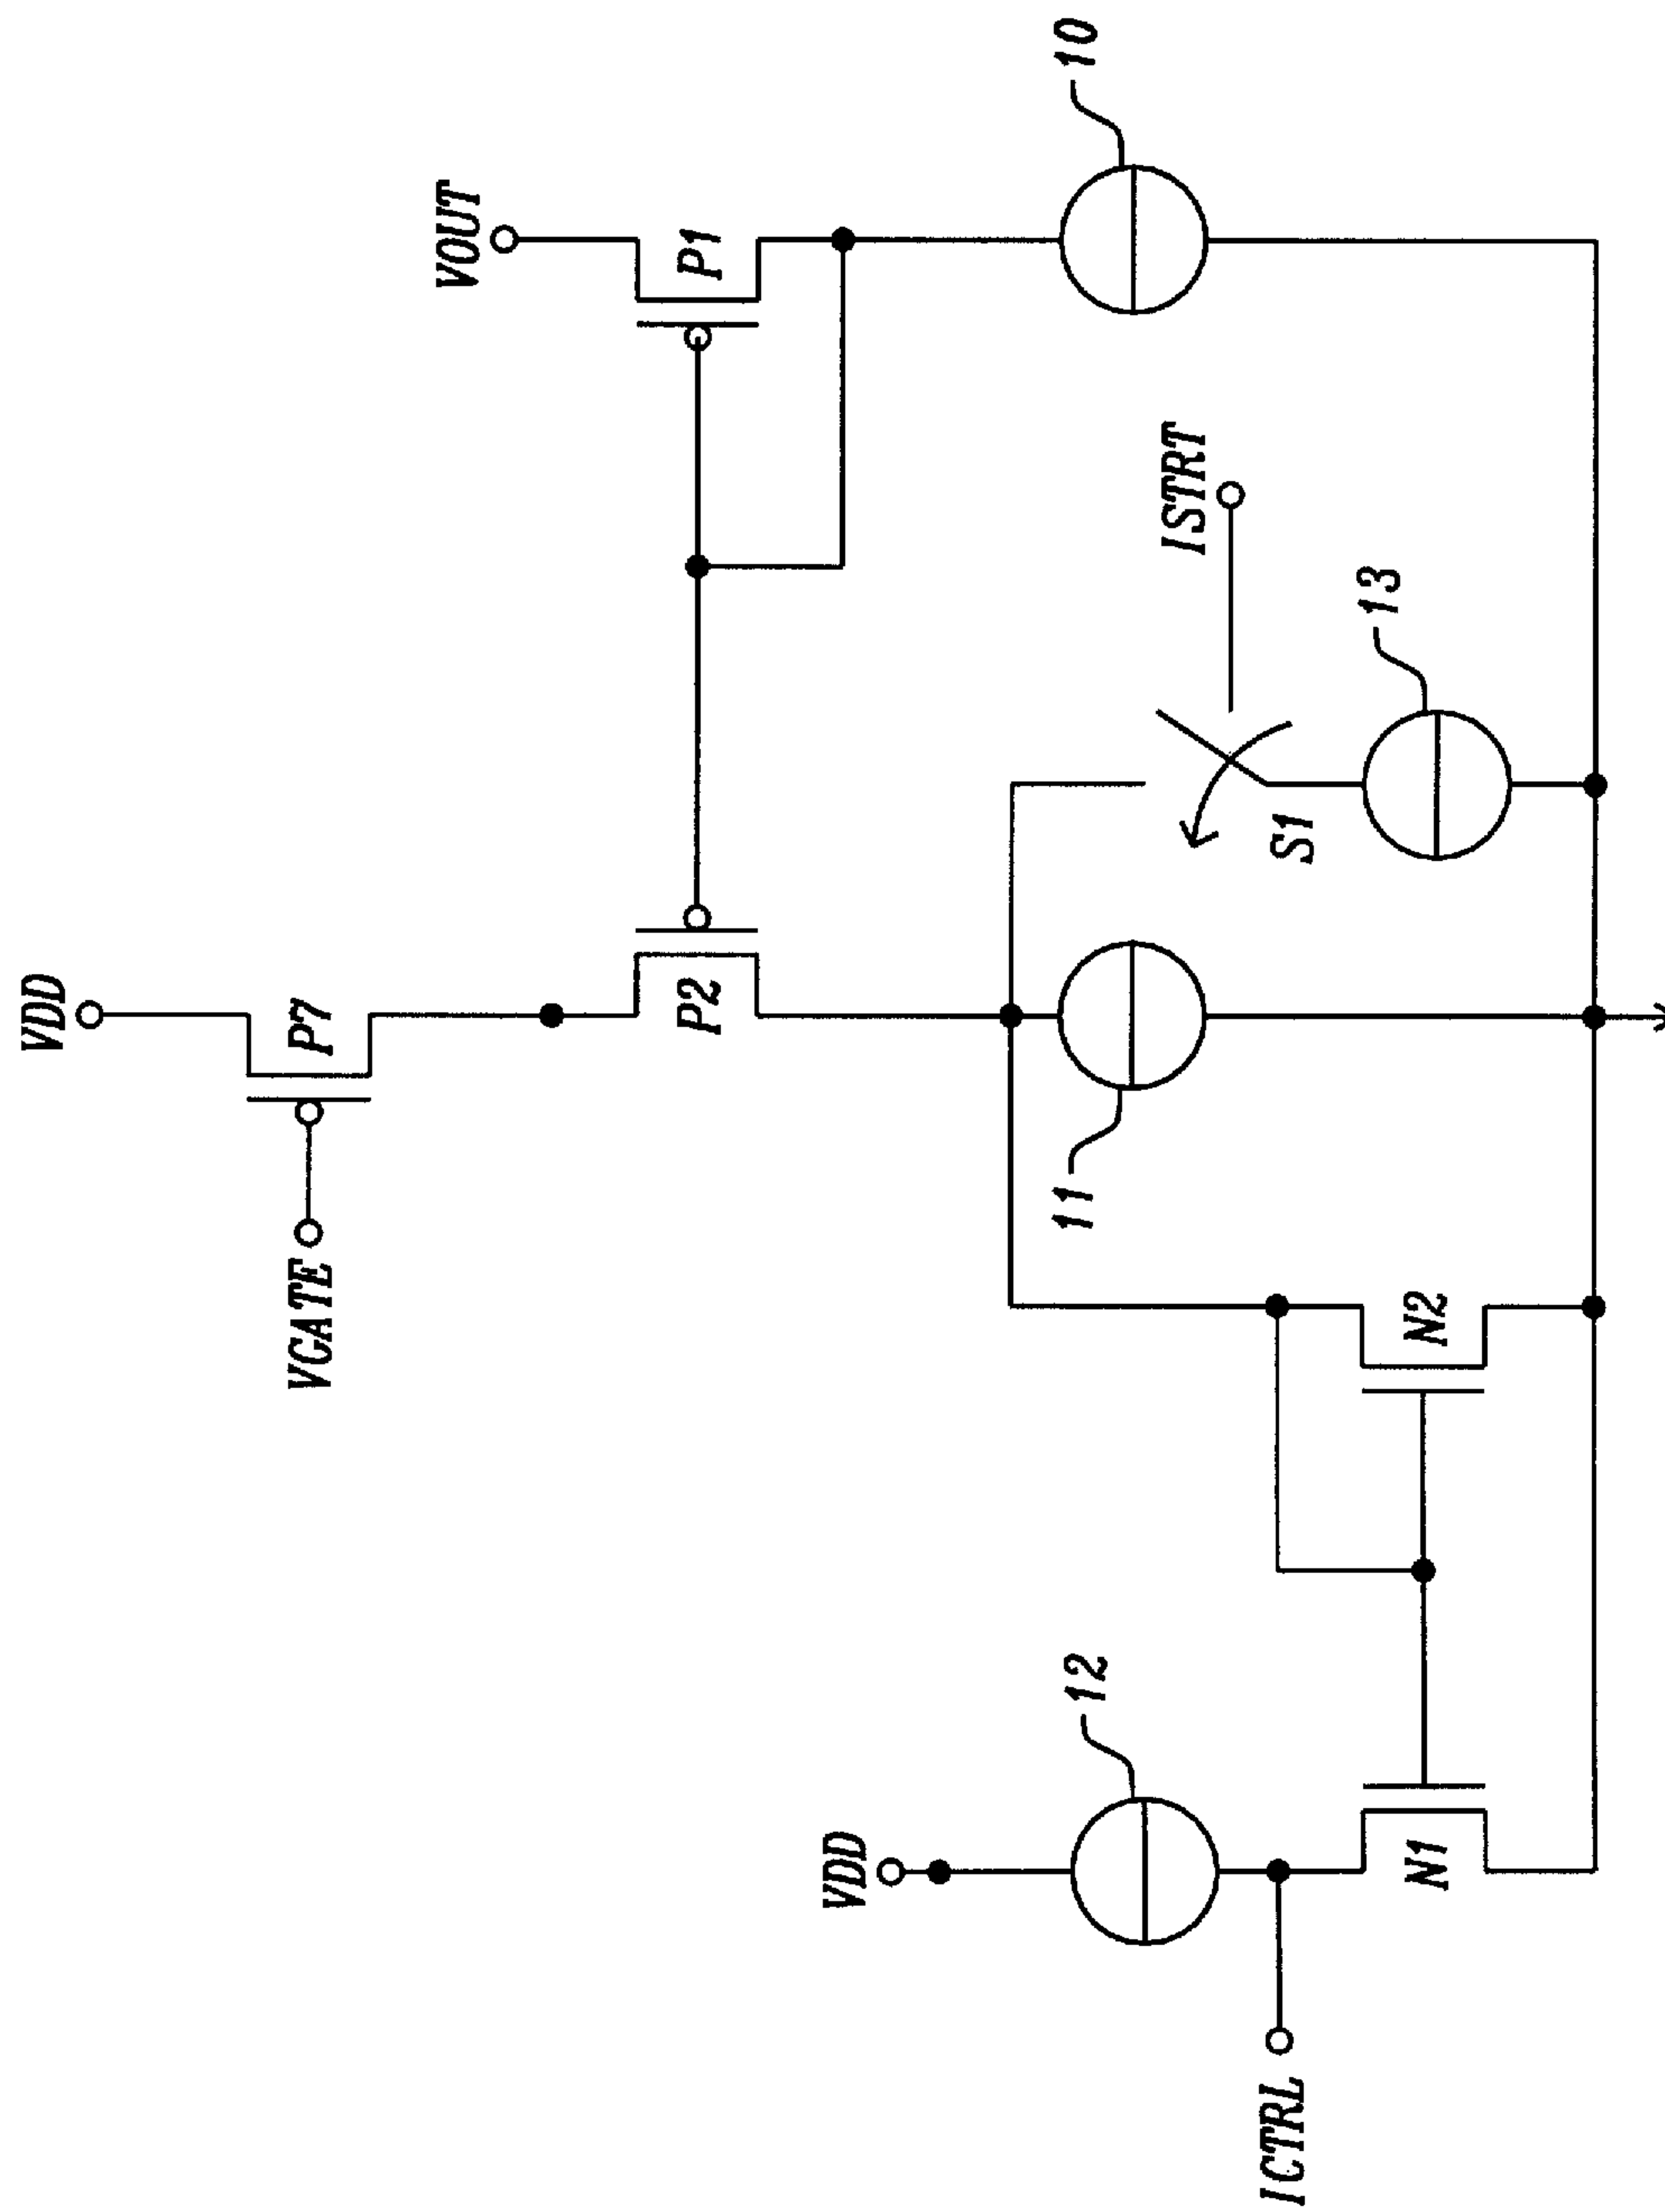 VDD
VGATE
P7
VOUT
P2
P1
VDD
12
11
10
ISTRT
S1
13
ICTRL
N1
N2